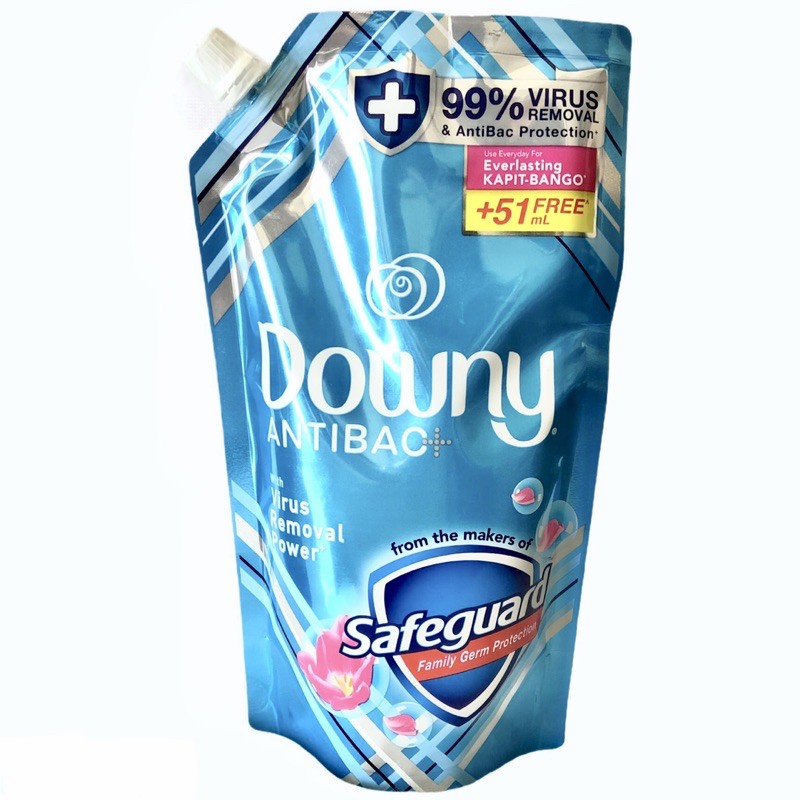 99% VIRUS
REMOVAL
& AntiBac Protection*
Use Everyday For
Everlasting
KAPIT-BANGO*
+51 mL FREE^
Downy
ANTIBAC+
with
Virus
Removal
Power*
from the makers of
Safeguard
Family Germ Protection